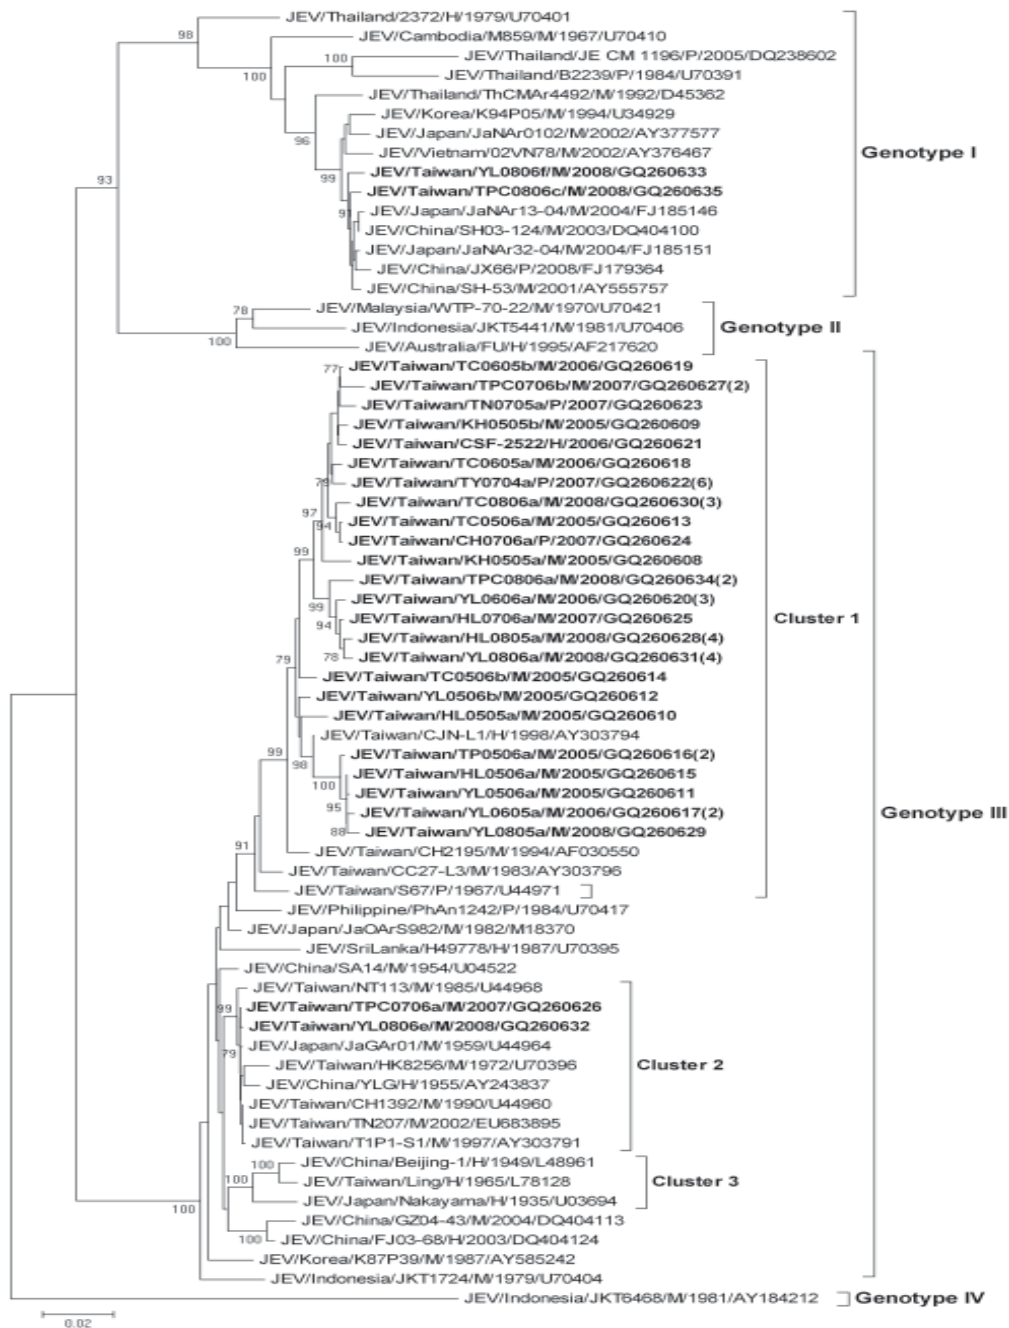 JEV/Thailand/2372/H/1979/U70401
98
JEV/Cambodia/M859/M/1967/U70410
JEV/Thailand/JE CM 1196/P/2005/DQ238602
100
100
JEV/Thailand/B2239/P/1984/U70391
JEV/Thailand/ThCMAr4492/M/1992/D45362
JEV/Korea/K94P05/M/1994/U34929
JEV/Japan/JaNAr0102/M/2002/AY377577
96
JEV/Vietnam/02VN78/M/2002/AY376467
Genotype I
JEV/Taiwan/YL0806f/M/2008/GQ260633
99
93
JEV/Taiwan/TPC0806c/M/2008/GQ260635
JEV/Japan/JaNAr13-04/M/2004/FJ185146
JEV/China/SH03-124/M/2003/DQ404100
JEV/Japan/JaNAr32-04/M/2004/FJ185151
JEV/China/JX66/P/2008/FJ179364
JEV/China/SH-53/M/2001/AY555757
JEV/Malaysia/WTP-70-22/M/1970/U70421
78
JEV/Indonesia/JKT5441/M/1981/U70406
Genotype II
100
JEV/Australia/FU/H/1995/AF217620
JEV/Taiwan/TC0605b/M/2006/GQ260619
77
JEV/Taiwan/TPC0706b/M/2007/GQ260627(2)
JEV/Taiwan/TN0705a/P/2007/GQ260623
JEV/Taiwan/KH0505b/M/2005/GQ260609
JEV/Taiwan/CSF-2522/H/2006/GQ260621
JEV/Taiwan/TC0605a/M/2006/GQ260618
79
JEV/Taiwan/TY0704a/P/2007/GQ260622(6)
JEV/Taiwan/TC0806a/M/2008/GQ260630(3)
97
JEV/Taiwan/TC0506a/M/2005/GQ260613
94
JEV/Taiwan/CH0706a/P/2007/GQ260624
99
JEV/Taiwan/KH0505a/M/2005/GQ260608
JEV/Taiwan/TPC0806a/M/2008/GQ260634(2)
JEV/Taiwan/YL0606a/M/2006/GQ260620(3)
99
JEV/Taiwan/HL0706a/M/2007/GQ260625
Cluster 1
94
JEV/Taiwan/HL0805a/M/2008/GQ260628(4)
JEV/Taiwan/YL0806a/M/2008/GQ260631(4)
78
79
JEV/Taiwan/TC0506b/M/2005/GQ260614
JEV/Taiwan/YL0506b/M/2005/GQ260612
JEV/Taiwan/HL0505a/M/2005/GQ260610
JEV/Taiwan/CJN-L1/H/1998/AY303794
99
JEV/Taiwan/TP0506a/M/2005/GQ260616(2)
98
JEV/Taiwan/HL0506a/M/2005/GQ260615
100
JEV/Taiwan/YL0506a/M/2005/GQ260611
95
JEV/Taiwan/YL0605a/M/2006/GQ260617(2)
Genotype III
88
JEV/Taiwan/YL0805a/M/2008/GQ260629
91
JEV/Taiwan/CH2195/M/1994/AF030550
JEV/Taiwan/CC27-L3/M/1983/AY303796
JEV/Taiwan/S67/P/1967/U44971
JEV/Philippine/PhAn1242/P/1984/U70417
JEV/Japan/JaOArS982/M/1982/M18370
JEV/SriLanka/H49778/H/1987/U70395
JEV/China/SA14/M/1954/U04522
JEV/Taiwan/NT113/M/1985/U44968
99
JEV/Taiwan/TPC0706a/M/2007/GQ260626
JEV/Taiwan/YL0806e/M/2008/GQ260632
79
JEV/Japan/JaGAr01/M/1959/U44964
JEV/Taiwan/HK8256/M/1972/U70396
Cluster 2
JEV/China/YLG/H/1955/AY243837
JEV/Taiwan/CH1392/M/1990/U44960
JEV/Taiwan/TN207/M/2002/EU683895
JEV/Taiwan/T1P1-S1/M/1997/AY303791
JEV/China/Beijing-1/H/1949/L48961
100
100
JEV/Taiwan/Ling/H/1965/L78128
Cluster 3
JEV/Japan/Nakayama/H/1935/U03694
100
JEV/China/GZ04-43/M/2004/DQ404113
JEV/China/FJ03-68/H/2003/DQ404124
100
JEV/Korea/K87P39/M/1987/AY585242
JEV/Indonesia/JKT1724/M/1979/U70404
JEV/Indonesia/JKT6468/M/1981/AY184212
Genotype IV
0.02